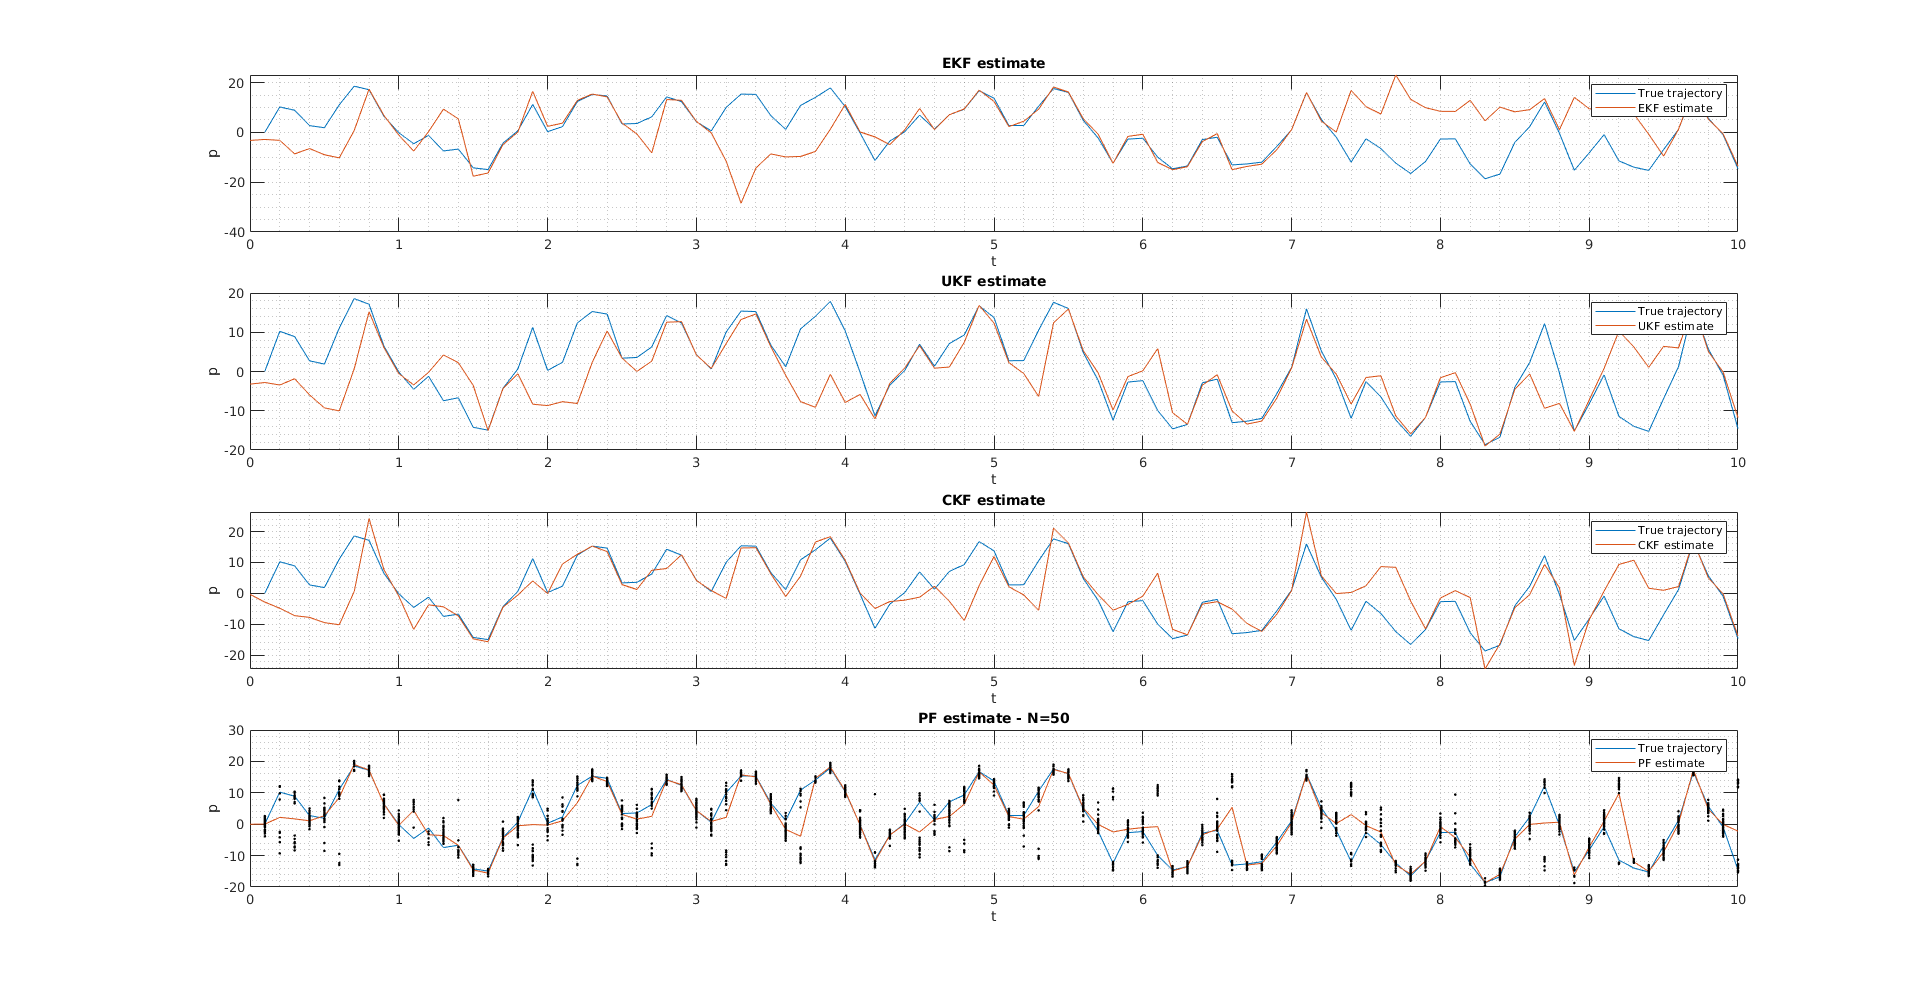 EKF estimate
20
0
-20
-40
p
True trajectory
EKF estimate
0 1 2 3 4 5 6 7 8 9 10
t
UKF estimate
20
10
0
-10
-20
p
True trajectory
UKF estimate
0 1 2 3 4 5 6 7 8 9 10
t
CKF estimate
20
10
0
-10
-20
p
True trajectory
CKF estimate
0 1 2 3 4 5 6 7 8 9 10
t
PF estimate - N=50
30
20
10
0
-10
-20
p
True trajectory
PF estimate
0 1 2 3 4 5 6 7 8 9 10
t